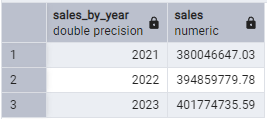 sales_by_year sales
double precision numeric
1 2021 380046647.03
2 2022 394859779.78
3 2023 401774735.59